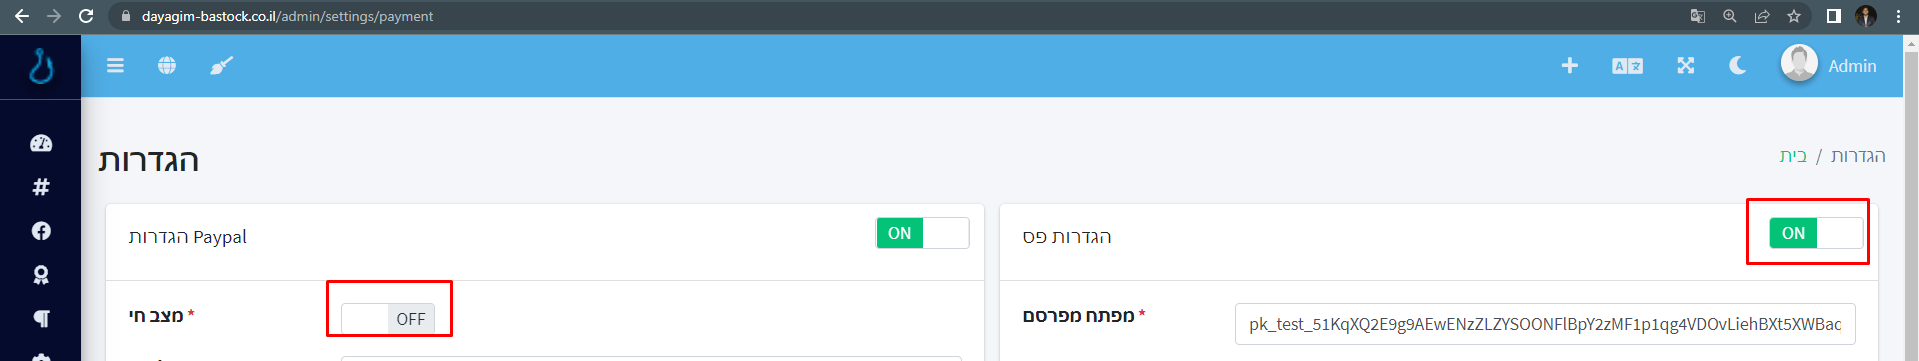 dayagim-bastock.co.il/admin/settings/payment
Admin
הגדרות
הגדרות / בית
הגדרות Paypal
ON
הגדרות פס
ON
מצב חי *
OFF
מפתח מפרסם *
pk_test_51KqXQ2E9g9AEwENzZLZYSOONFlBpY2zMF1p1qg4VDOvLiehBXt5XWBaq